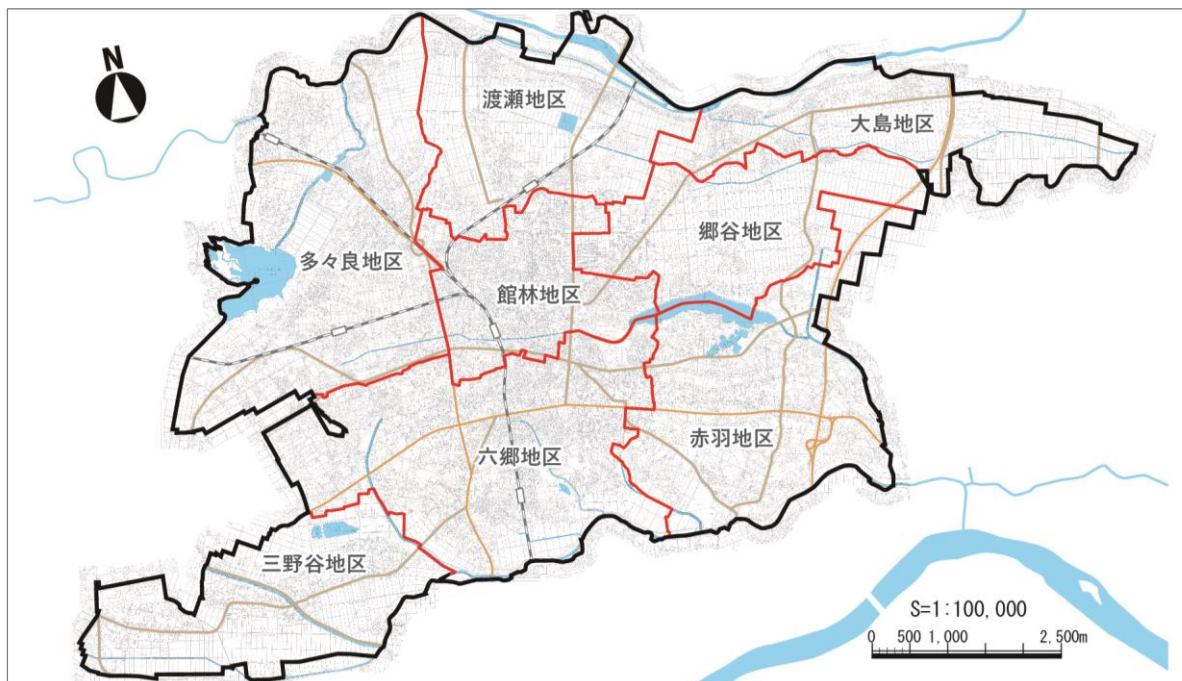 N
渡瀬地区
大島地区
郷谷地区
多々良地区
館林地区
赤羽地区
六郷地区
三野谷地区
S=1:100,000
0 500 1,000 2,500m